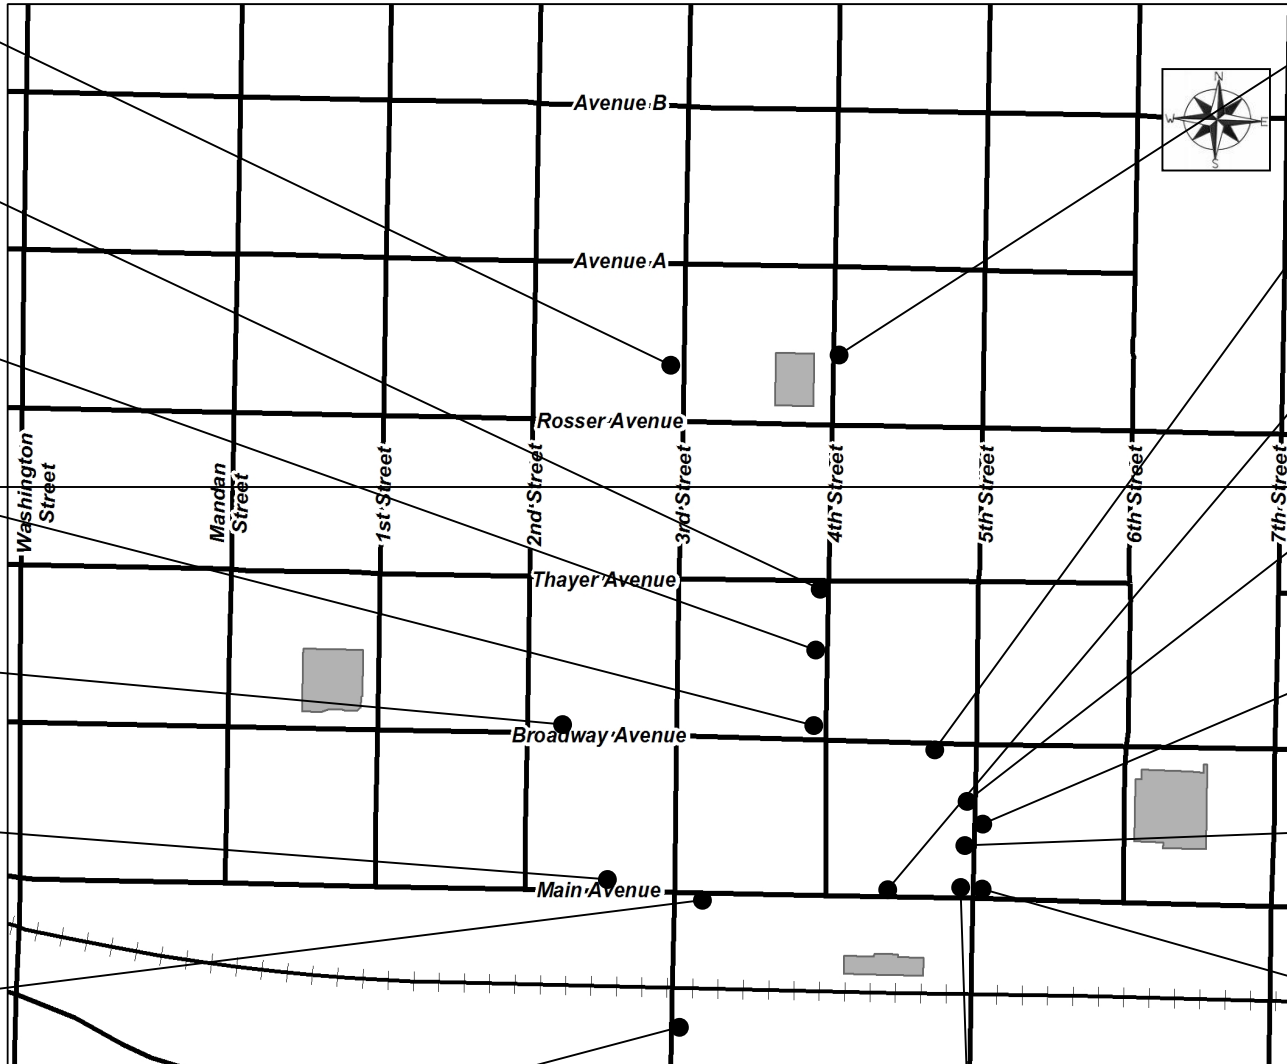 Avenue B
N
W
E
S
Avenue A
Rosser Avenue
Washington
Street
Mandan
Street
1st Street
2nd Street
3rd Street
4th Street
5th Street
6th Street
7th Street
Thayer Avenue
Broadway Avenue
Main Avenue